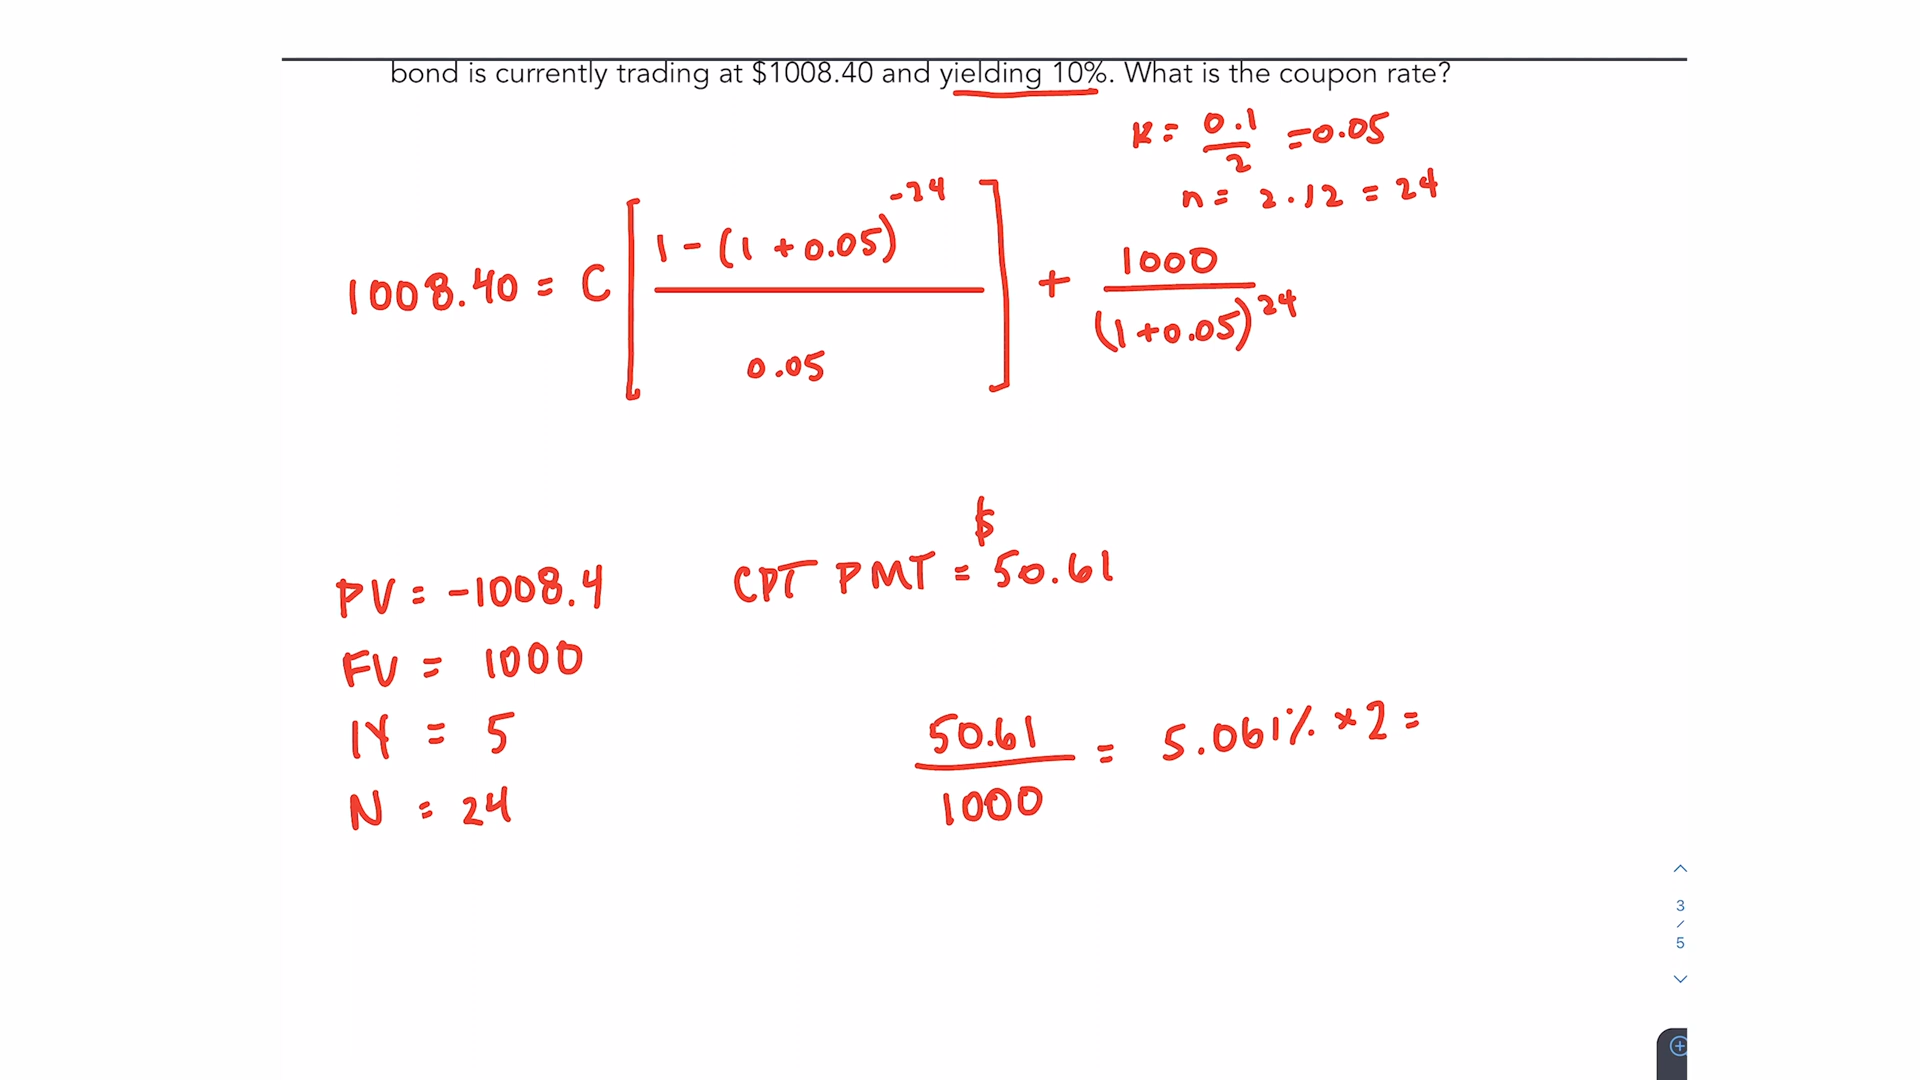 bond is currently trading at $1008.40 and yielding 10%. What is the coupon rate?
K = 0.1 / 2 = 0.05
n = 2 . 12 = 24
1008.40 = C [ 1 - (1 + 0.05)^-24 / 0.05 ] + 1000 / (1 + 0.05)^24
$
CPT PMT = 50.61
PV = -1008.4
FV = 1000
IY = 5
50.61 / 1000 = 5.061% * 2 =
N = 24
3
/
5